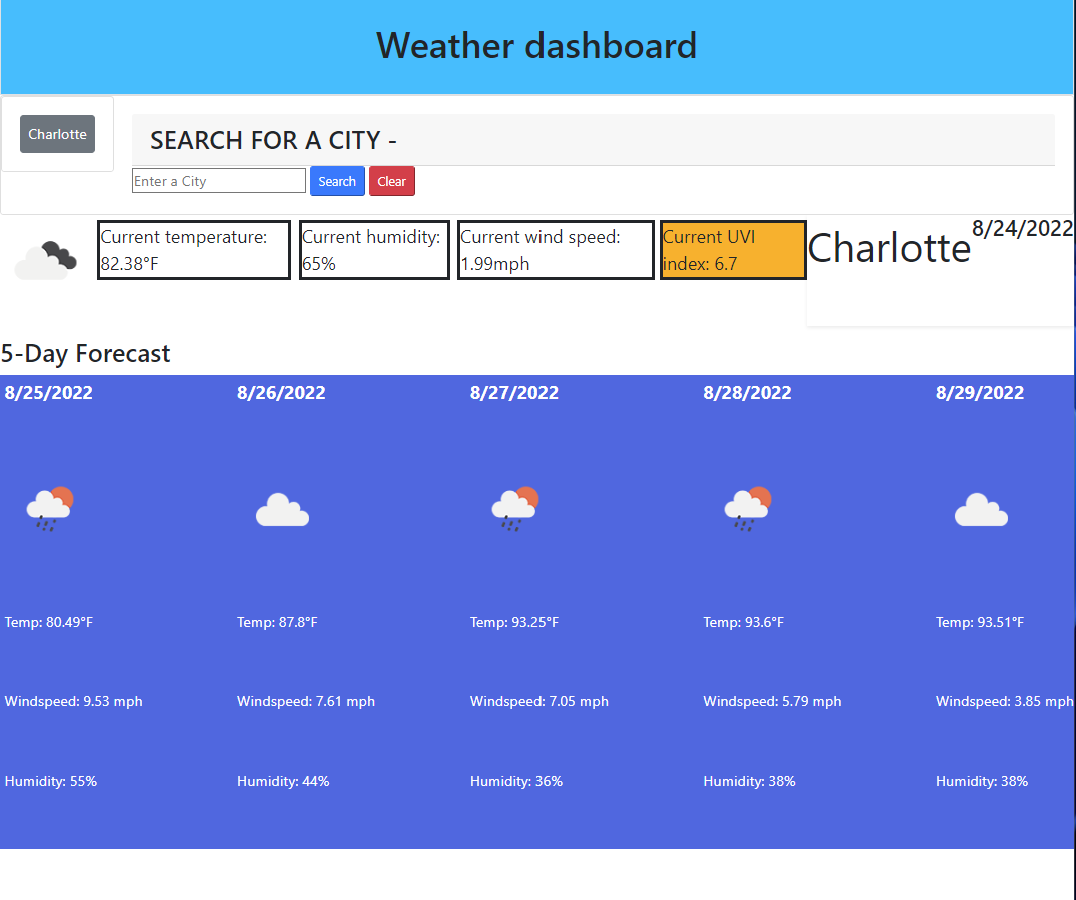 Weather dashboard
Charlotte
SEARCH FOR A CITY -
Enter a City
Search
Clear
Current temperature:
82.38°F
Current humidity:
65%
Current wind speed:
1.99mph
Current UVI
index: 6.7
Charlotte
8/24/2022
5-Day Forecast
8/25/2022
Temp: 80.49°F
Windspeed: 9.53 mph
Humidity: 55%
8/26/2022
Temp: 87.8°F
Windspeed: 7.61 mph
Humidity: 44%
8/27/2022
Temp: 93.25°F
Windspeed: 7.05 mph
Humidity: 36%
8/28/2022
Temp: 93.6°F
Windspeed: 5.79 mph
Humidity: 38%
8/29/2022
Temp: 93.51°F
Windspeed: 3.85 mph
Humidity: 38%